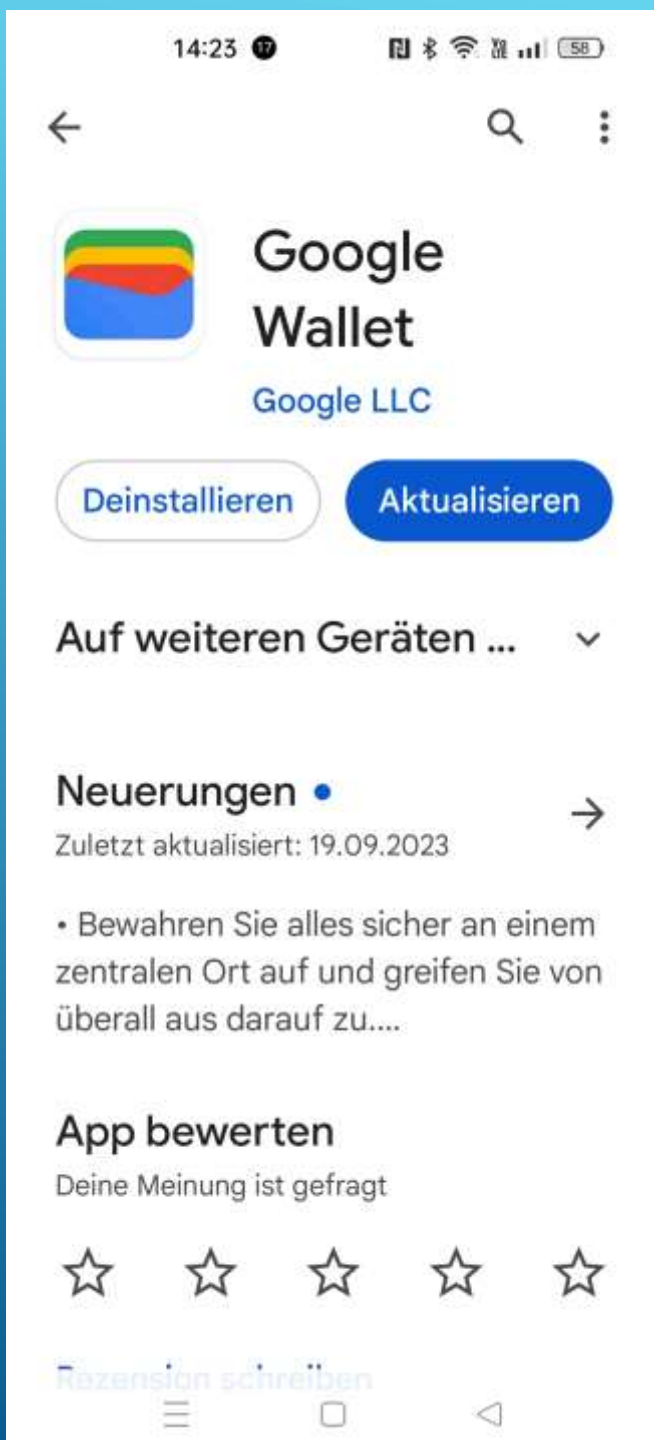 14:23 17 58
Google
Wallet
Google LLC
Deinstallieren Aktualisieren
Auf weiteren Geräten ...
Neuerungen
Zuletzt aktualisiert: 19.09.2023
• Bewahren Sie alles sicher an einem
zentralen Ort auf und greifen Sie von
überall aus darauf zu....
App bewerten
Deine Meinung ist gefragt
Rezension schreiben